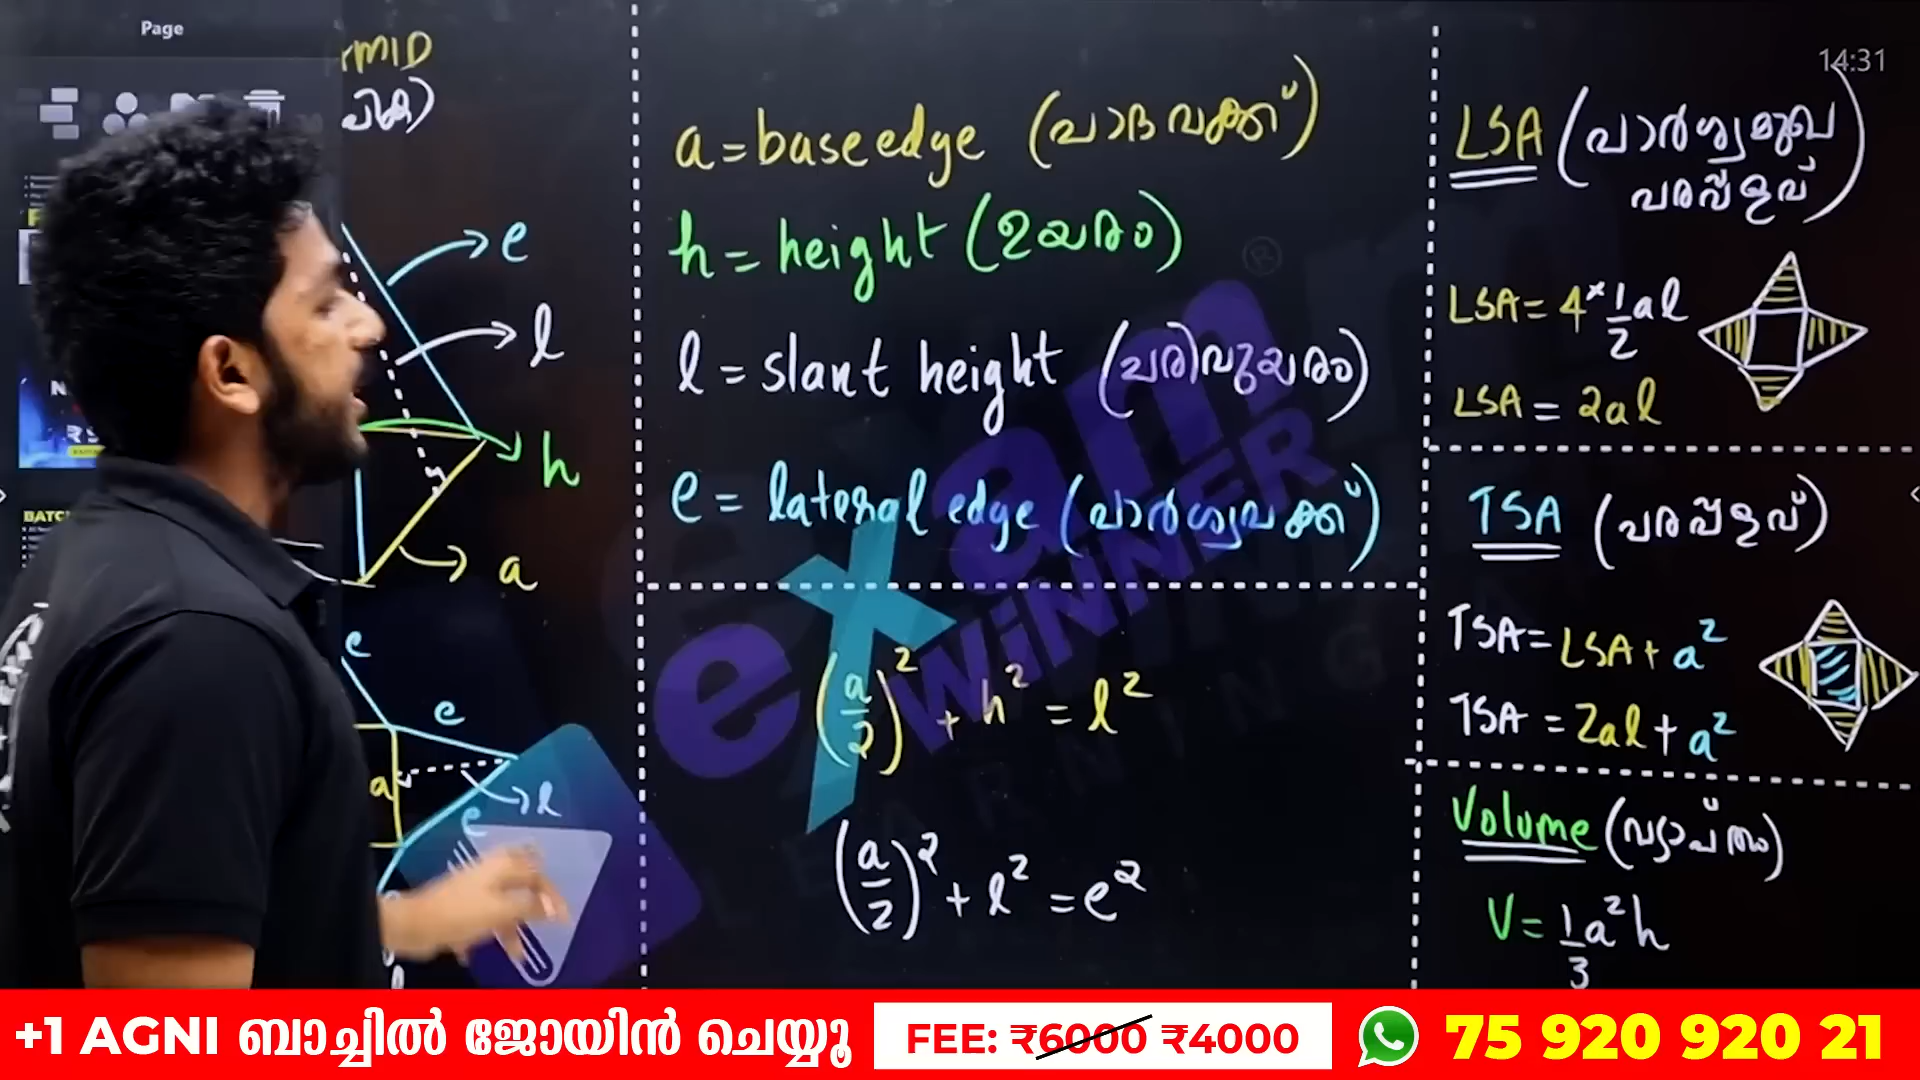 Page
14:31
MID
a = base edge (പാദവക്ക്)
h = height (ഉയരം)
l = slant height (ചരിവുയരം)
e = lateral edge (പാർശ്വവക്ക്)
e
l
h
a
e
e
a
l
e
(a/2)² + h² = l²
(a/2)² + l² = e²
LSA (പാർശ്വമുഖ
പരപ്പളവ്)
LSA = 4 × 1/2 al
LSA = 2al
TSA (പരപ്പളവ്)
TSA = LSA + a²
TSA = 2al + a²
Volume (വ്യാപ്തം)
V = 1/3 a²h
BATC
exam
WiNNER
®
LEARNING
+1 AGNI ബാച്ചിൽ ജോയിൻ ചെയ്യൂ
FEE: ₹6000 ₹4000
75 920 920 21